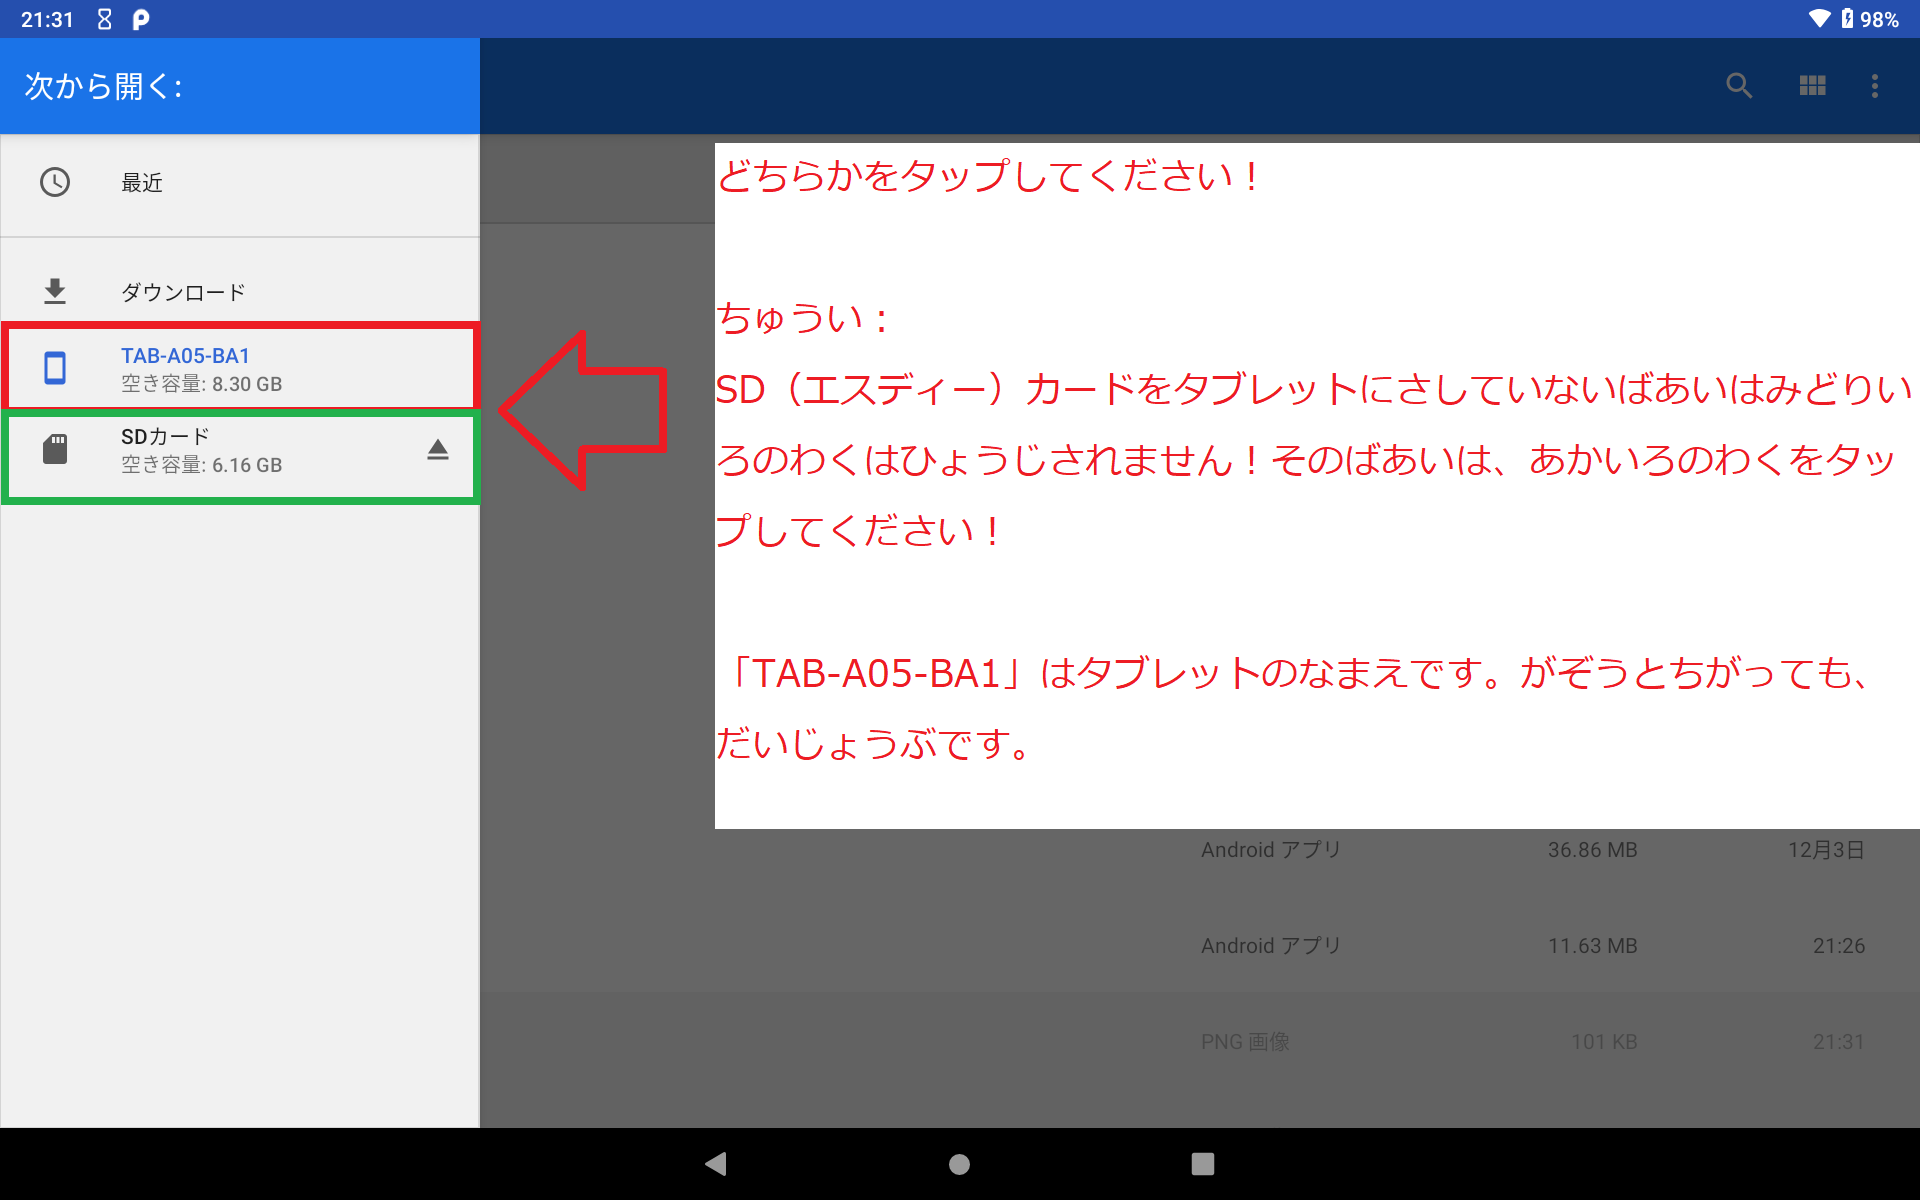 21:31
98%
次から開く:
最近
ダウンロード
TAB-A05-BA1
空き容量: 8.30 GB
SDカード
空き容量: 6.16 GB
どちらかをタップしてください！
ちゅうい：
SD（エスディー）カードをタブレットにさしていないばあいはみどりい
ろのわくはひょうじされません！そのばあいは、あかいろのわくをタッ
プしてください！
「TAB-A05-BA1」はタブレットのなまえです。がぞうとちがっても、
だいじょうぶです。
Android アプリ 36.86 MB 12月3日
Android アプリ 11.63 MB 21:26
PNG 画像 101 KB 21:31